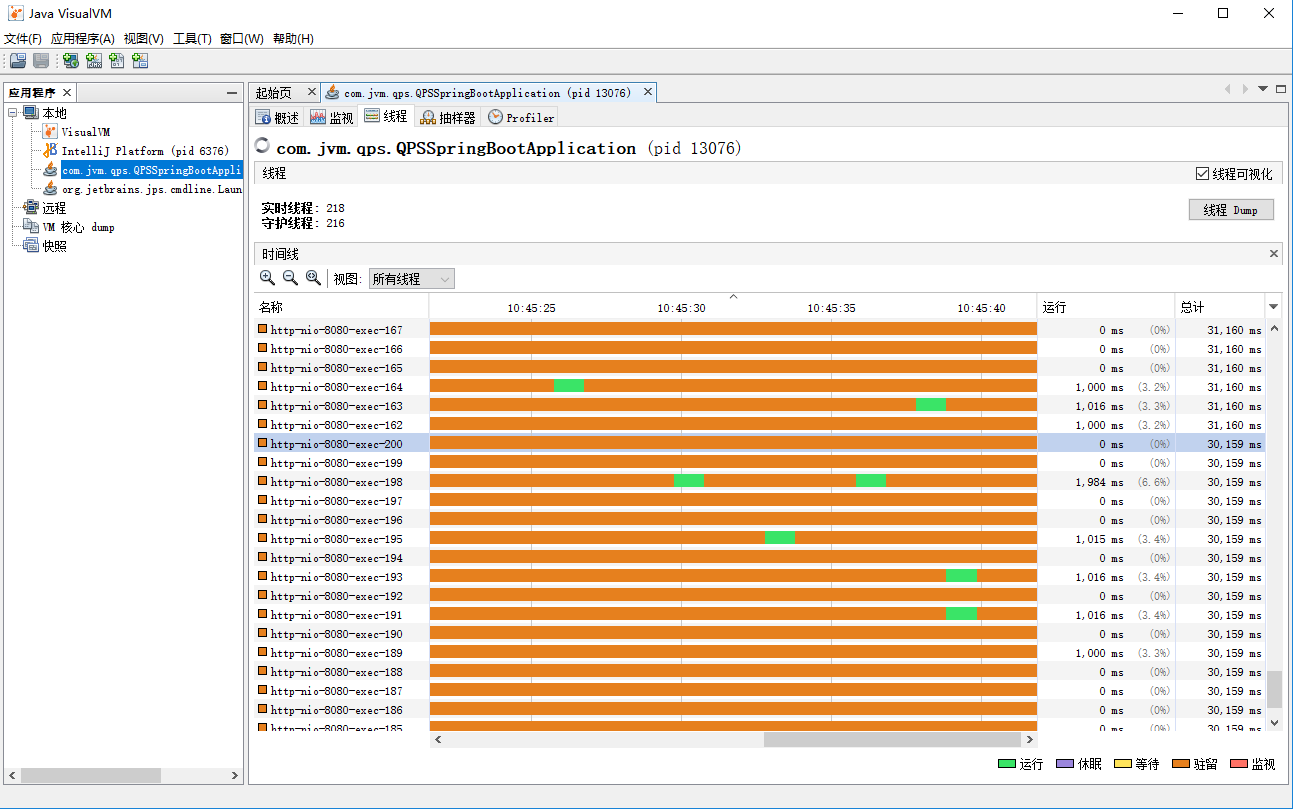 Java VisualVM
文件(F) 应用程序(A) 视图(V) 工具(T) 窗口(W) 帮助(H)
应用程序
本地
VisualVM
IntelliJ Platform (pid 6376)
com.jvm.qps.QPSSpringBootAppli
org.jetbrains.jps.cmdline.Laun
远程
VM 核心 dump
快照
起始页 com.jvm.qps.QPSSpringBootApplication (pid 13076)
概述 监视 线程 抽样器 Profiler
com.jvm.qps.QPSSpringBootApplication (pid 13076)
线程 线程可视化
实时线程: 218
守护线程: 216
线程 Dump
时间线
视图: 所有线程
名称 10:45:25 10:45:30 10:45:35 10:45:40 运行 总计
http-nio-8080-exec-167 0 ms (0%) 31,160 ms
http-nio-8080-exec-166 0 ms (0%) 31,160 ms
http-nio-8080-exec-165 0 ms (0%) 31,160 ms
http-nio-8080-exec-164 1,000 ms (3.2%) 31,160 ms
http-nio-8080-exec-163 1,016 ms (3.3%) 31,160 ms
http-nio-8080-exec-162 1,000 ms (3.2%) 31,160 ms
http-nio-8080-exec-200 0 ms (0%) 30,159 ms
http-nio-8080-exec-199 0 ms (0%) 30,159 ms
http-nio-8080-exec-198 1,984 ms (6.6%) 30,159 ms
http-nio-8080-exec-197 0 ms (0%) 30,159 ms
http-nio-8080-exec-196 0 ms (0%) 30,159 ms
http-nio-8080-exec-195 1,015 ms (3.4%) 30,159 ms
http-nio-8080-exec-194 0 ms (0%) 30,159 ms
http-nio-8080-exec-193 1,016 ms (3.4%) 30,159 ms
http-nio-8080-exec-192 0 ms (0%) 30,159 ms
http-nio-8080-exec-191 1,016 ms (3.4%) 30,159 ms
http-nio-8080-exec-190 0 ms (0%) 30,159 ms
http-nio-8080-exec-189 1,000 ms (3.3%) 30,159 ms
http-nio-8080-exec-188 0 ms (0%) 30,159 ms
http-nio-8080-exec-187 0 ms (0%) 30,159 ms
http-nio-8080-exec-186 0 ms (0%) 30,159 ms
http-nio-8080-exec-185 0 ms (0%) 30,159 ms
运行 休眠 等待 驻留 监视